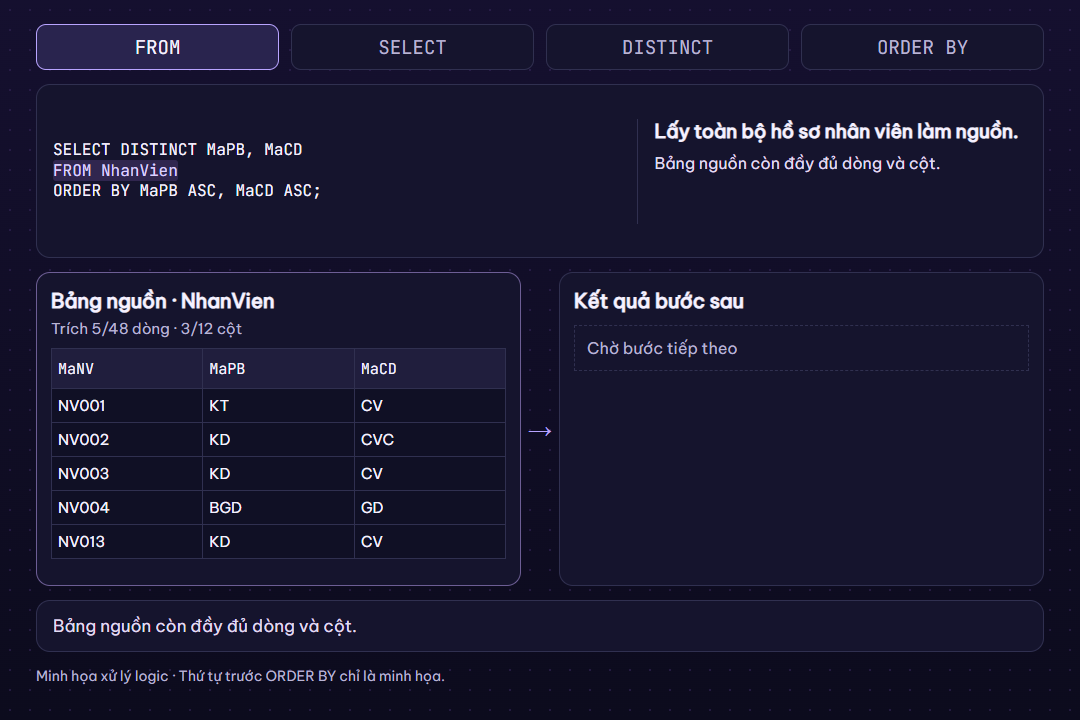 FROM
SELECT
DISTINCT
ORDER BY
SELECT DISTINCT MaPB, MaCD
FROM NhanVien
ORDER BY MaPB ASC, MaCD ASC;
Lấy toàn bộ hồ sơ nhân viên làm nguồn.
Bảng nguồn còn đầy đủ dòng và cột.
Bảng nguồn · NhanVien
Trích 5/48 dòng · 3/12 cột
MaNV MaPB MaCD
NV001 KT CV
NV002 KD CVC
NV003 KD CV
NV004 BGD GD
NV013 KD CV
→
Kết quả bước sau
Chờ bước tiếp theo
Bảng nguồn còn đầy đủ dòng và cột.
Minh họa xử lý logic · Thứ tự trước ORDER BY chỉ là minh họa.